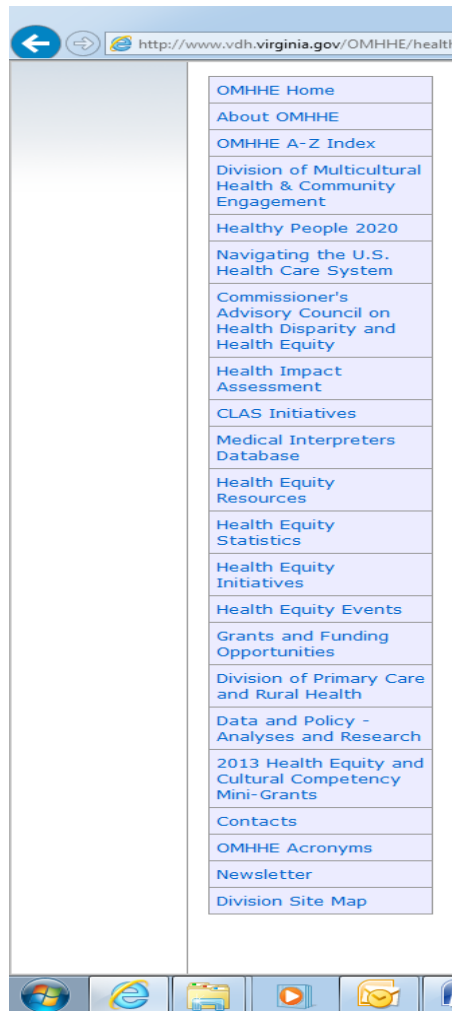 http://www.vdh.virginia.gov/OMHHE/healt
OMHHE Home
About OMHHE
OMHHE A-Z Index
Division of Multicultural
Health & Community
Engagement
Healthy People 2020
Navigating the U.S.
Health Care System
Commissioner's
Advisory Council on
Health Disparity and
Health Equity
Health Impact
Assessment
CLAS Initiatives
Medical Interpreters
Database
Health Equity
Resources
Health Equity
Statistics
Health Equity
Initiatives
Health Equity Events
Grants and Funding
Opportunities
Division of Primary Care
and Rural Health
Data and Policy -
Analyses and Research
2013 Health Equity and
Cultural Competency
Mini-Grants
Contacts
OMHHE Acronyms
Newsletter
Division Site Map